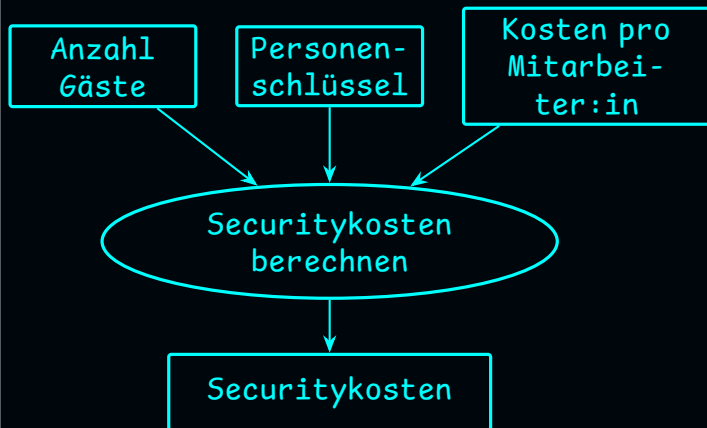 Anzahl
Gäste
Personen-
schlüssel
Kosten pro
Mitarbei-
ter:in
Securitykosten
berechnen
Securitykosten